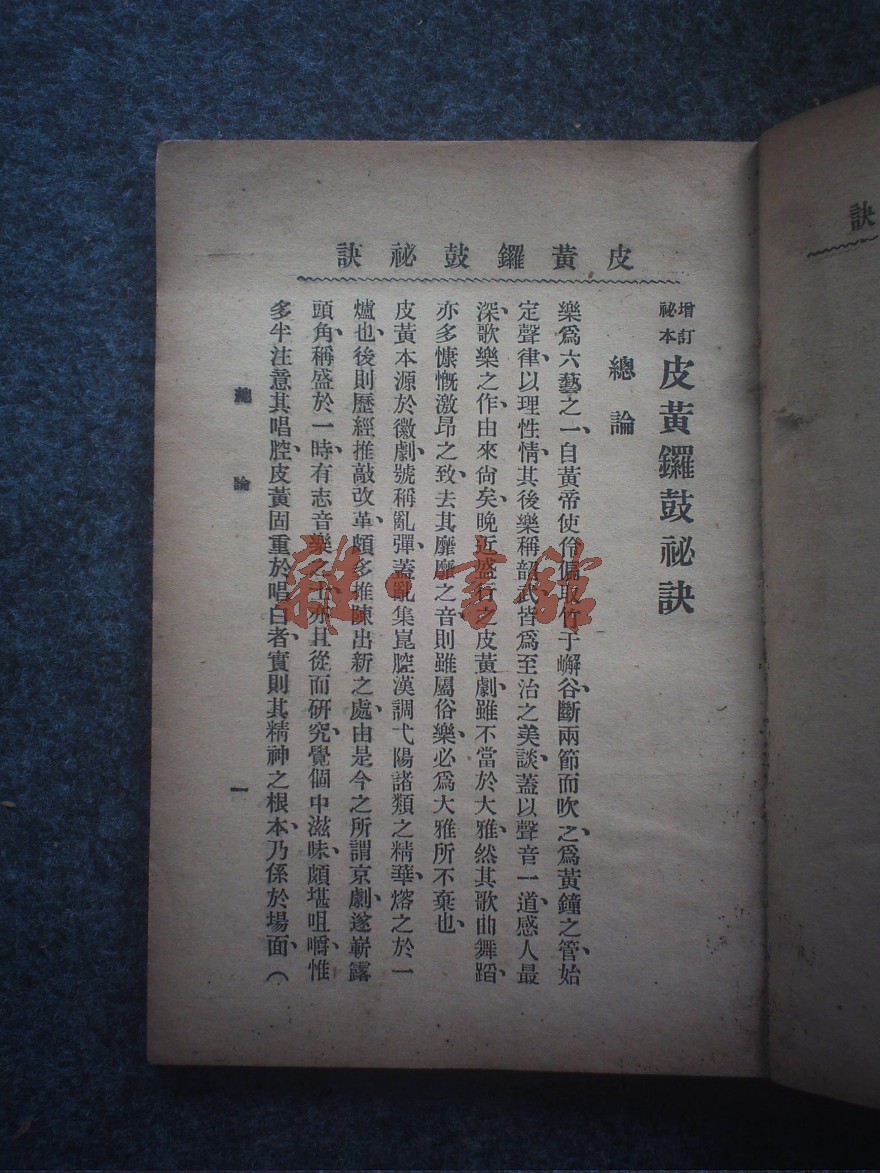 皮黃鑼鼓祕訣
增訂祕本 皮黃鑼鼓祕訣
總論
樂爲六藝之一、自黃帝使伶倫取竹于嶰谷、斷兩節而吹之、爲黃鐘之管、始
定聲律、以理性情、其後樂稱韶武、皆爲至治之美談、蓋以聲音一道、感人最
深、歌樂之作、由來尙矣、晚近盛行之皮黃劇、雖不當於大雅、然其歌曲舞蹈、
亦多慷慨激昂之致、去其靡靡之音、則雖屬俗樂、必爲大雅所不棄也、
皮黃本源於徽劇、號稱亂彈、蓋亂集崑腔漢調弋陽諸類之精華、熔之於一
爐也、後則歷經推敲改革、頗多推陳出新之處、由是今之所謂京劇、遂嶄露
頭角、稱盛於一時、有志音樂之士、亦且從而研究、覺個中滋味、頗堪咀嚼、惟
多半注意其唱腔、皮黃固重於唱白者、實則其精神之根本、乃係於場面、（
總論
一
訣
雜·書館